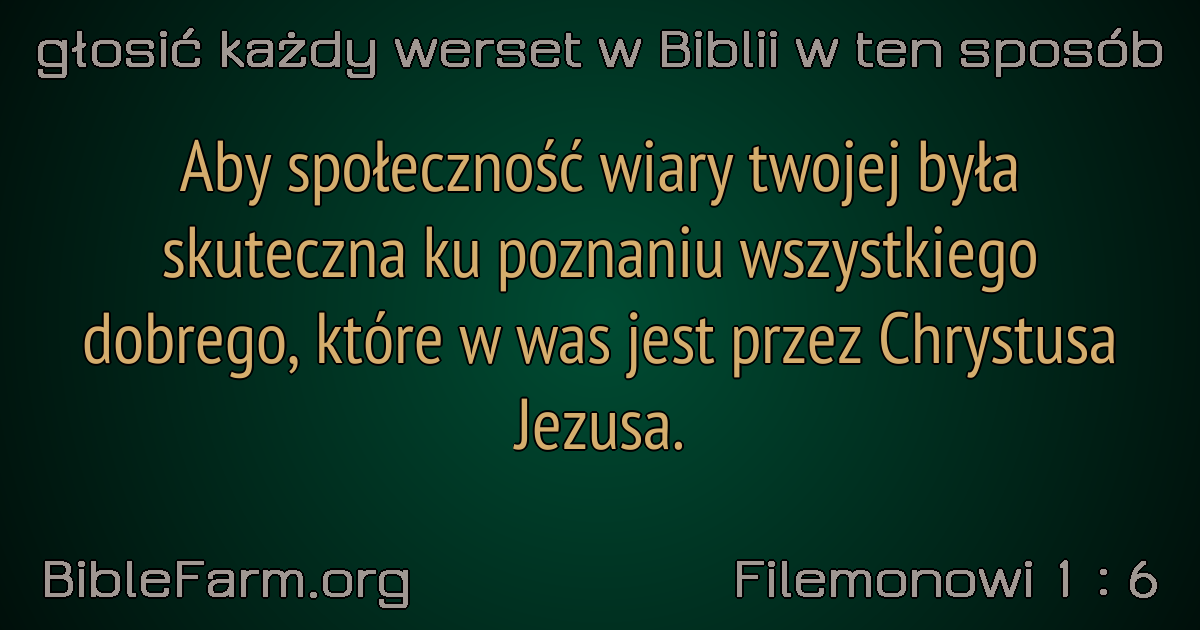 głosić każdy werset w Biblii w ten sposób
Aby społeczność wiary twojej była
skuteczna ku poznaniu wszystkiego
dobrego, które w was jest przez Chrystusa
Jezusa.
BibleFarm.org
Filemonowi 1 : 6